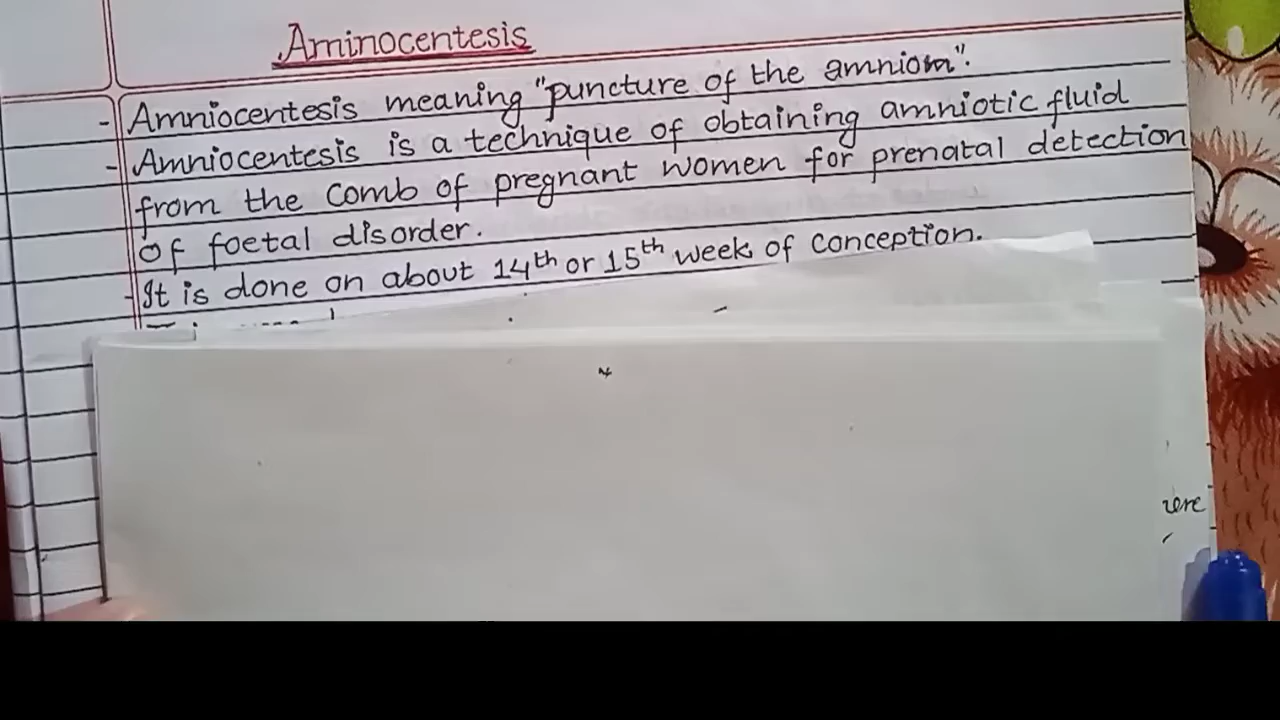 Aminocentesis
- Amniocentesis meaning "puncture of the amnion".
- Amniocentesis is a technique of obtaining amniotic fluid
from the comb of pregnant women for prenatal detection
of foetal disorder.
- It is done on about 14th or 15th week of conception.